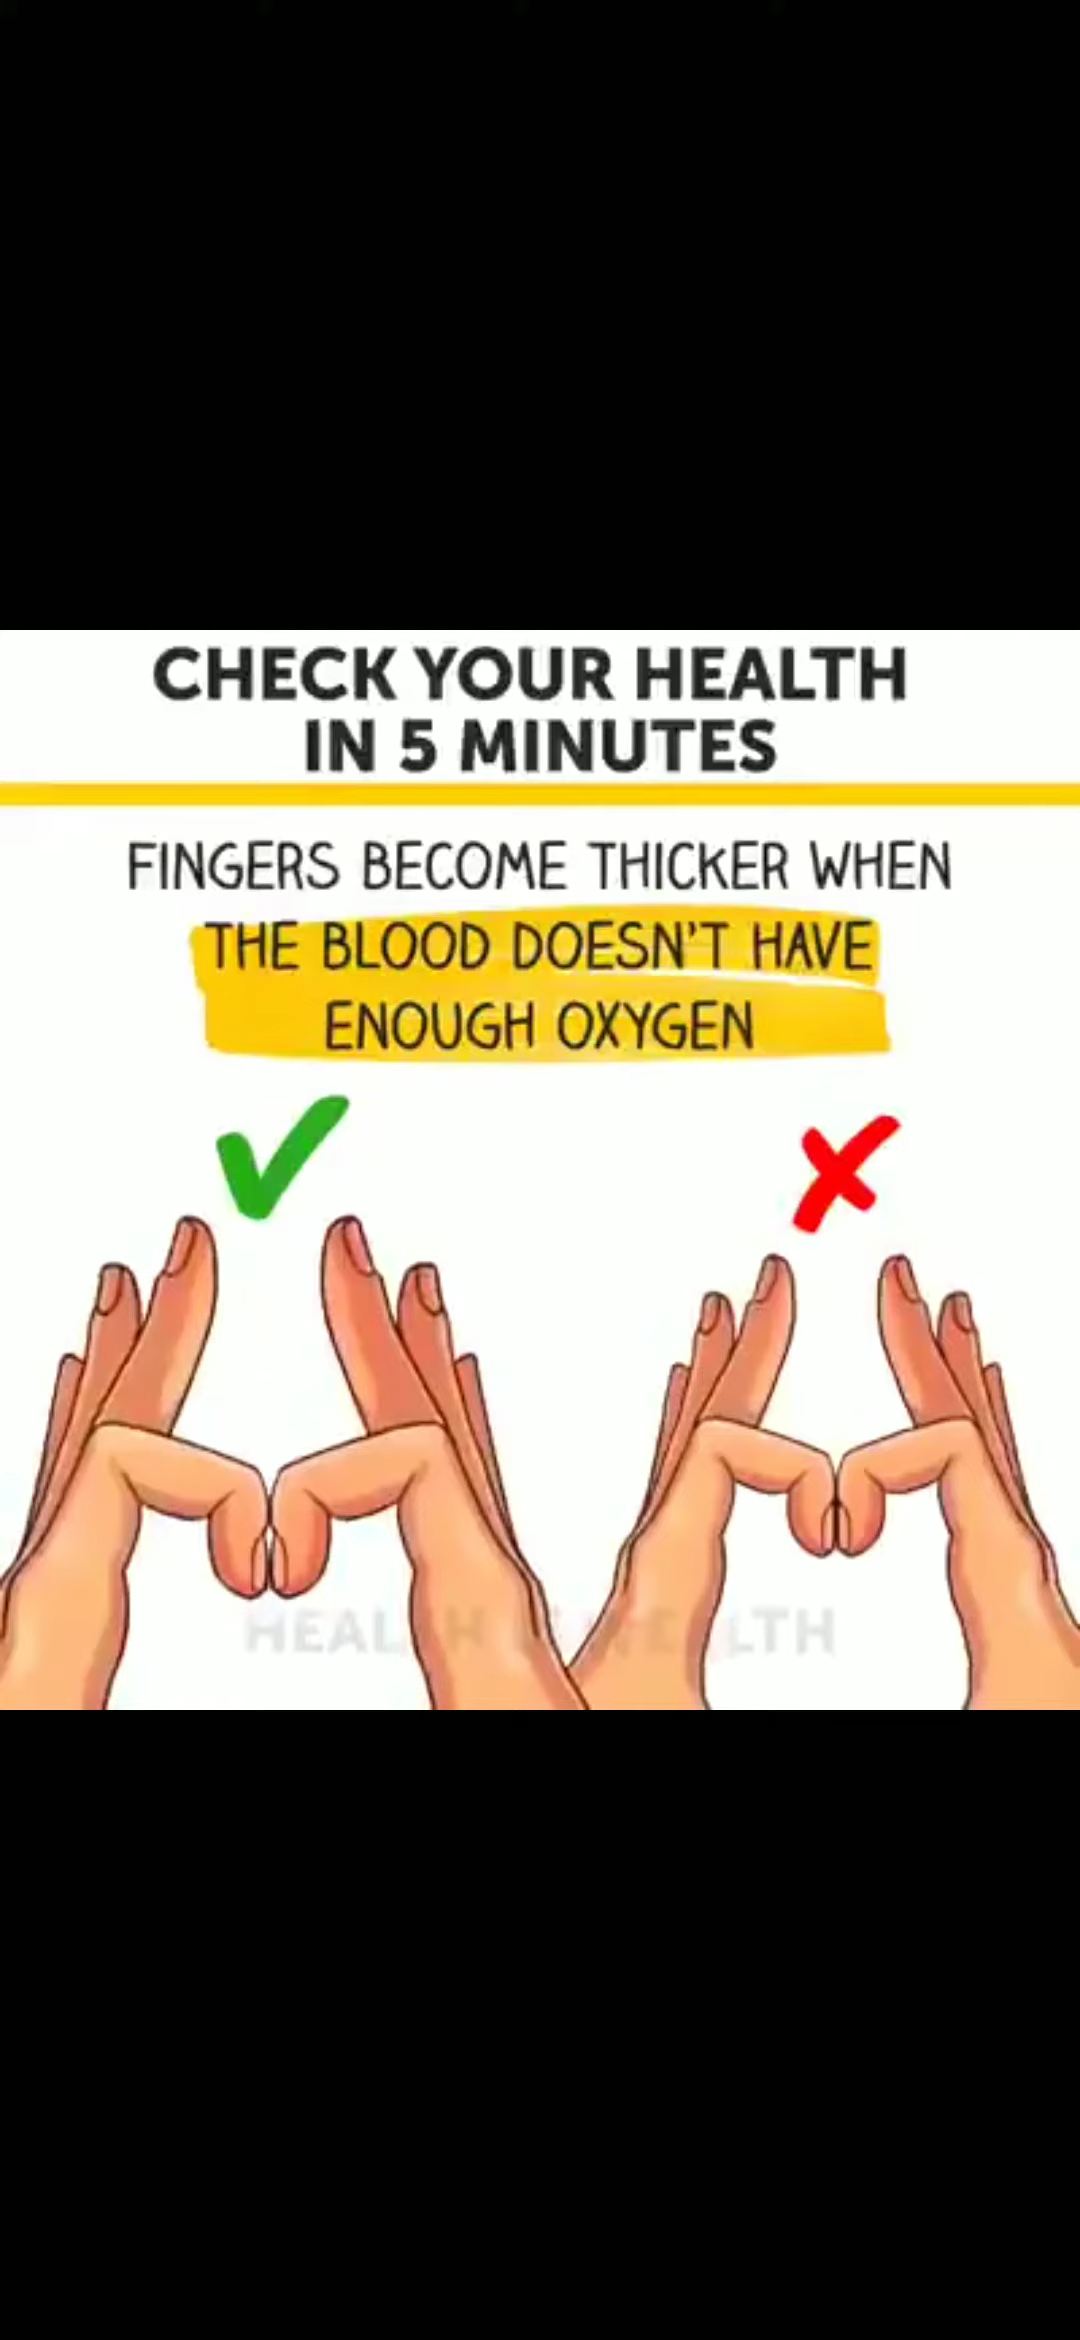 CHECK YOUR HEALTH
IN 5 MINUTES
FINGERS BECOME THICKER WHEN
THE BLOOD DOESN'T HAVE
ENOUGH OXYGEN